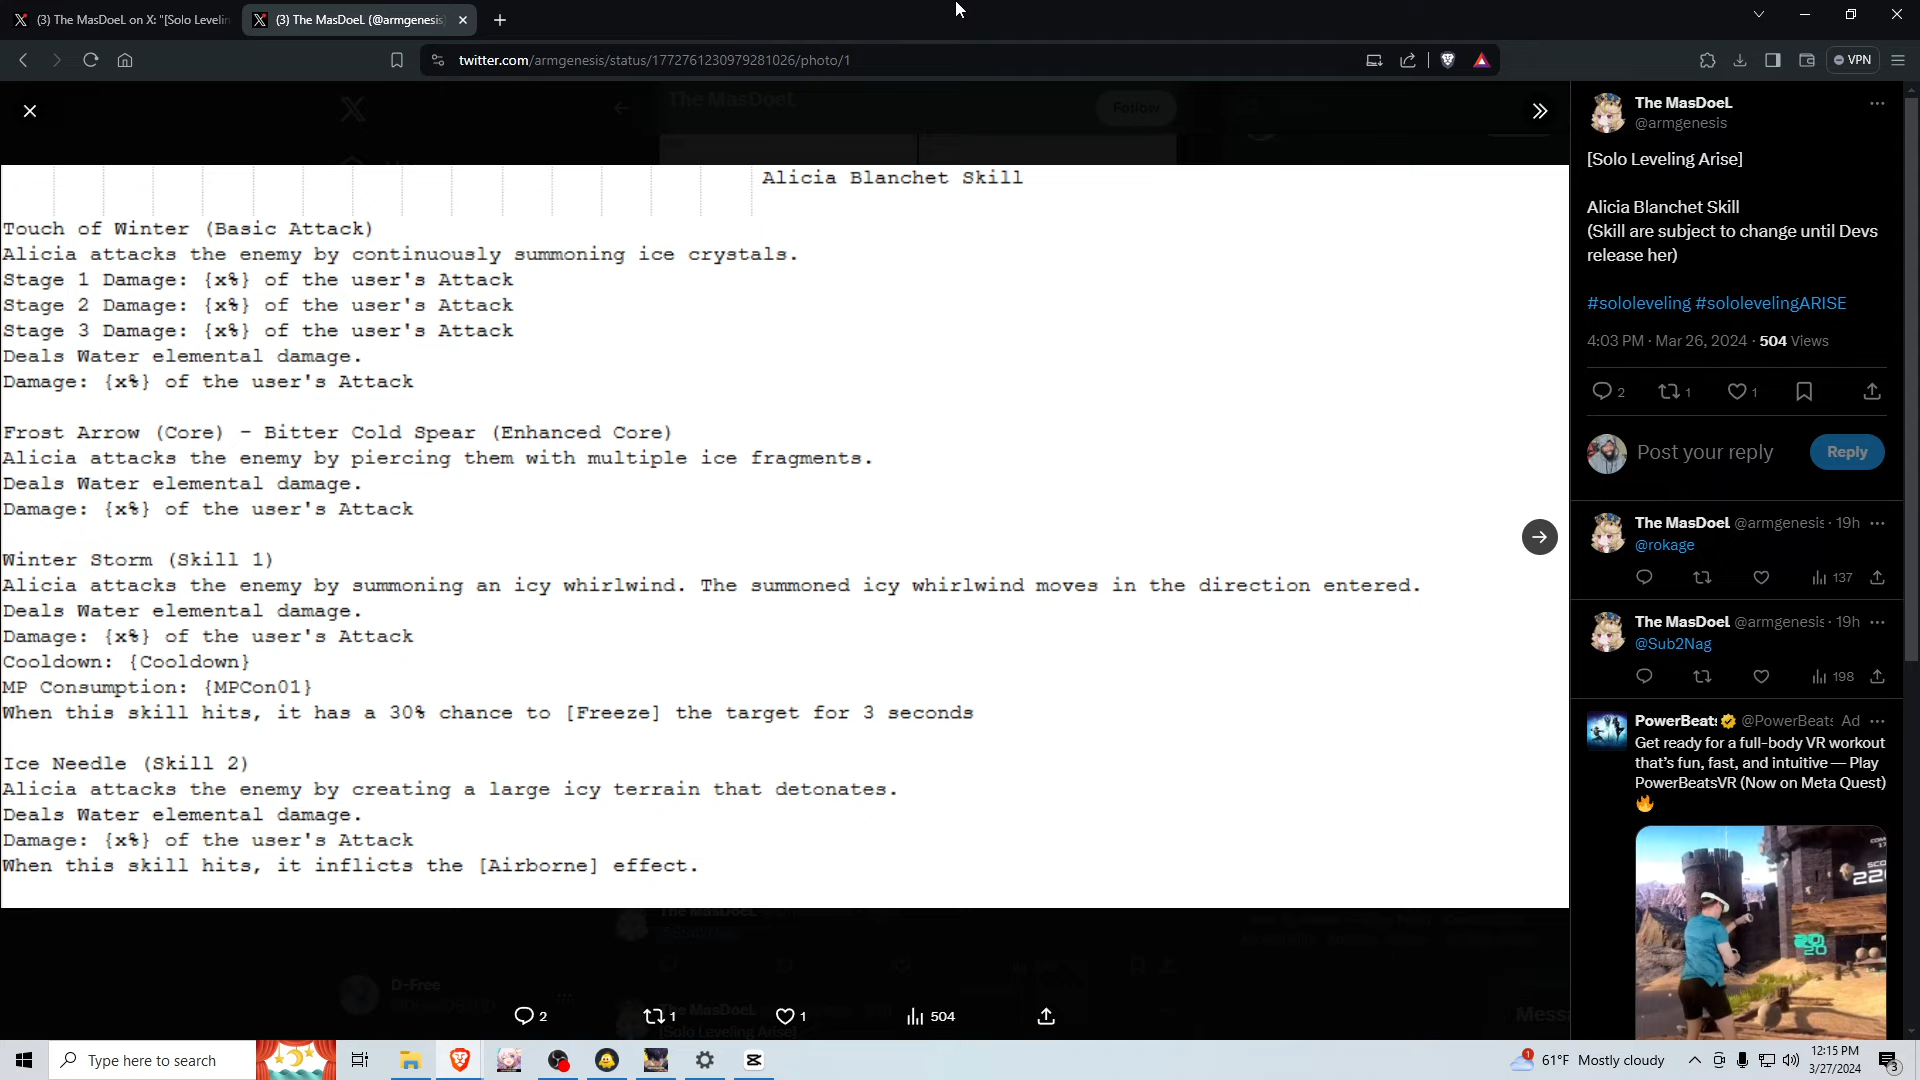 (3) The MasDoeL on X: "[Solo Levelin
(3) The MasDoeL (@armgenesis
twitter.com/armgenesis/status/1772761230979281026/photo/1
VPN
The MasDoeL
Follow
Alicia Blanchet Skill
Touch of Winter (Basic Attack)
Alicia attacks the enemy by continuously summoning ice crystals.
Stage 1 Damage: {x%} of the user's Attack
Stage 2 Damage: {x%} of the user's Attack
Stage 3 Damage: {x%} of the user's Attack
Deals Water elemental damage.
Damage: {x%} of the user's Attack
Frost Arrow (Core) - Bitter Cold Spear (Enhanced Core)
Alicia attacks the enemy by piercing them with multiple ice fragments.
Deals Water elemental damage.
Damage: {x%} of the user's Attack
Winter Storm (Skill 1)
Alicia attacks the enemy by summoning an icy whirlwind. The summoned icy whirlwind moves in the direction entered.
Deals Water elemental damage.
Damage: {x%} of the user's Attack
Cooldown: {Cooldown}
MP Consumption: {MPCon01}
When this skill hits, it has a 30% chance to [Freeze] the target for 3 seconds
Ice Needle (Skill 2)
Alicia attacks the enemy by creating a large icy terrain that detonates.
Deals Water elemental damage.
Damage: {x%} of the user's Attack
When this skill hits, it inflicts the [Airborne] effect.
D-Free
The MasDoeL
[Solo Leveling Arise]
2
1
1
504
The MasDoeL
@armgenesis
[Solo Leveling Arise]
Alicia Blanchet Skill
(Skill are subject to change until Devs
release her)
#sololeveling #sololevelingARISE
4:03 PM · Mar 26, 2024 · 504 Views
2
1
1
Post your reply
Reply
The MasDoeL @armgenesis · 19h
@rokage
137
The MasDoeL @armgenesis · 19h
@Sub2Nag
198
PowerBeats @PowerBeats Ad
Get ready for a full-body VR workout
that's fun, fast, and intuitive — Play
PowerBeatsVR (Now on Meta Quest)
Type here to search
1
61°F Mostly cloudy
12:15 PM
3/27/2024
3